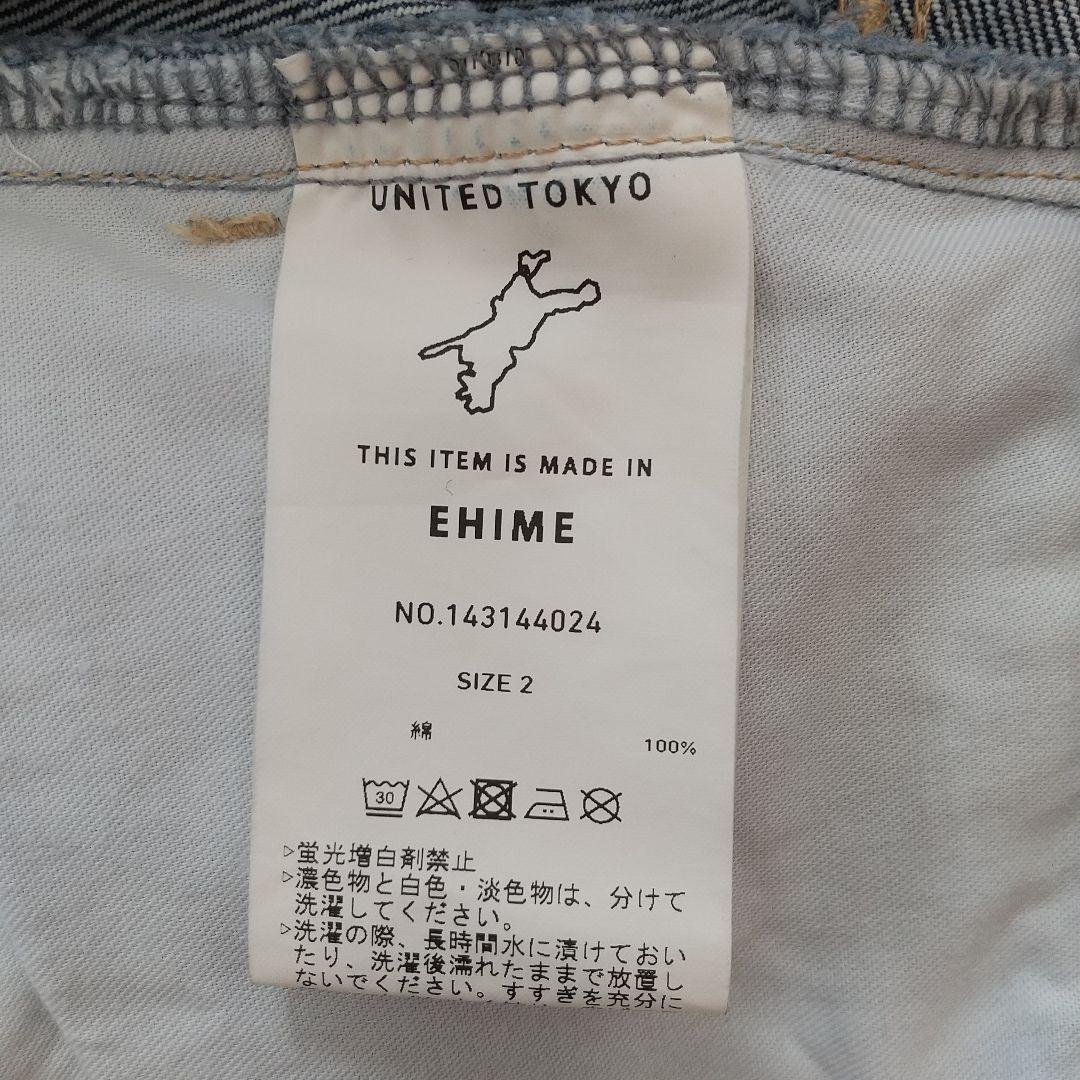 UNITED TOKYO
THIS ITEM IS MADE IN
EHIME
NO.143144024
SIZE 2
綿 100%
30
▷蛍光増白剤禁止
▷濃色物と白色・淡色物は、分けて
洗濯してください。
▷洗濯の際、長時間水に漬けておい
たり、洗濯後濡れたままで放置し
ないでください。すすぎを充分に